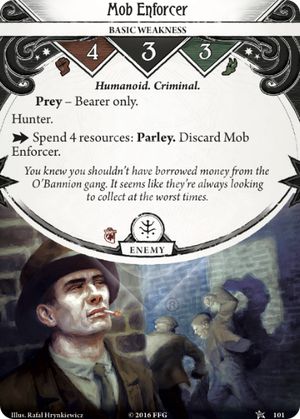 Mob Enforcer
BASIC WEAKNESS
4 3 3
Humanoid. Criminal.
Prey – Bearer only.
Hunter.
Spend 4 resources: Parley. Discard Mob
Enforcer.
You knew you shouldn't have borrowed money from the
O'Bannion gang. It seems like they're always looking
to collect at the worst times.
ENEMY
Illus. Rafał Hrynkiewicz
© 2016 FFG
101